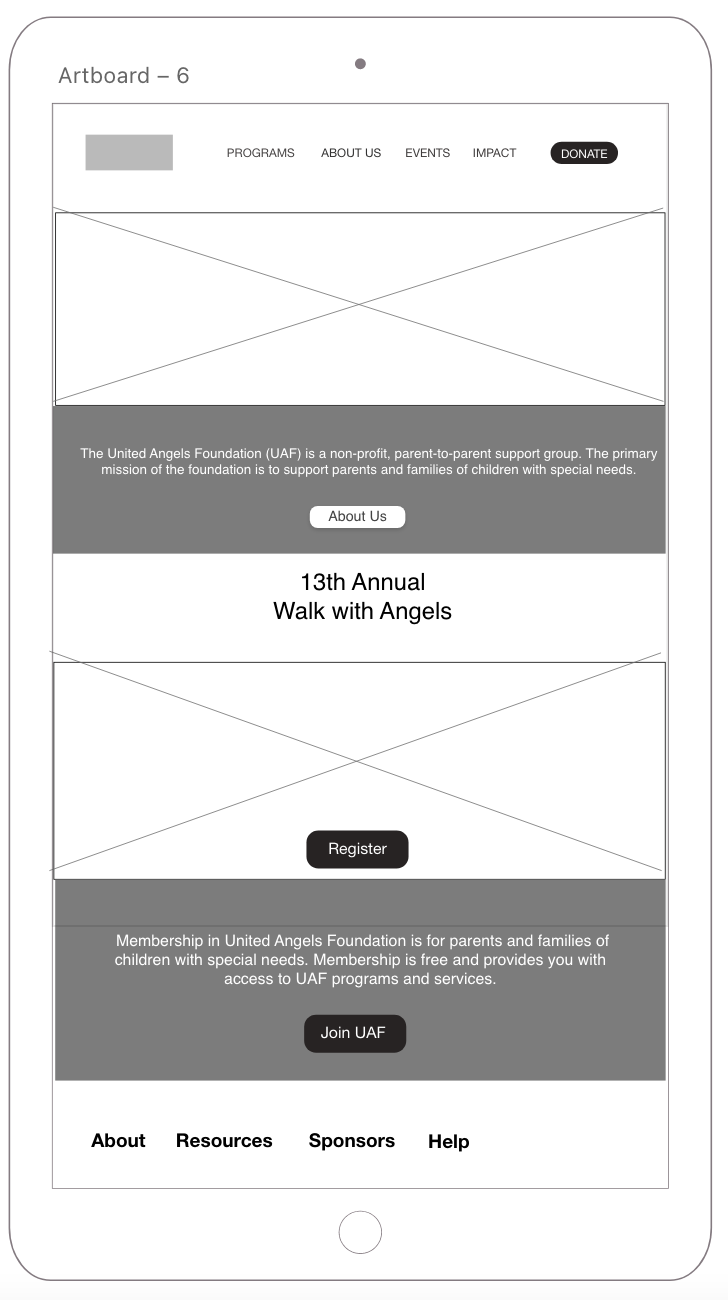 Artboard – 6
PROGRAMS ABOUT US EVENTS IMPACT DONATE
The United Angels Foundation (UAF) is a non-profit, parent-to-parent support group. The primary
mission of the foundation is to support parents and families of children with special needs.
About Us
13th Annual
Walk with Angels
Register
Membership in United Angels Foundation is for parents and families of
children with special needs. Membership is free and provides you with
access to UAF programs and services.
Join UAF
About Resources Sponsors Help